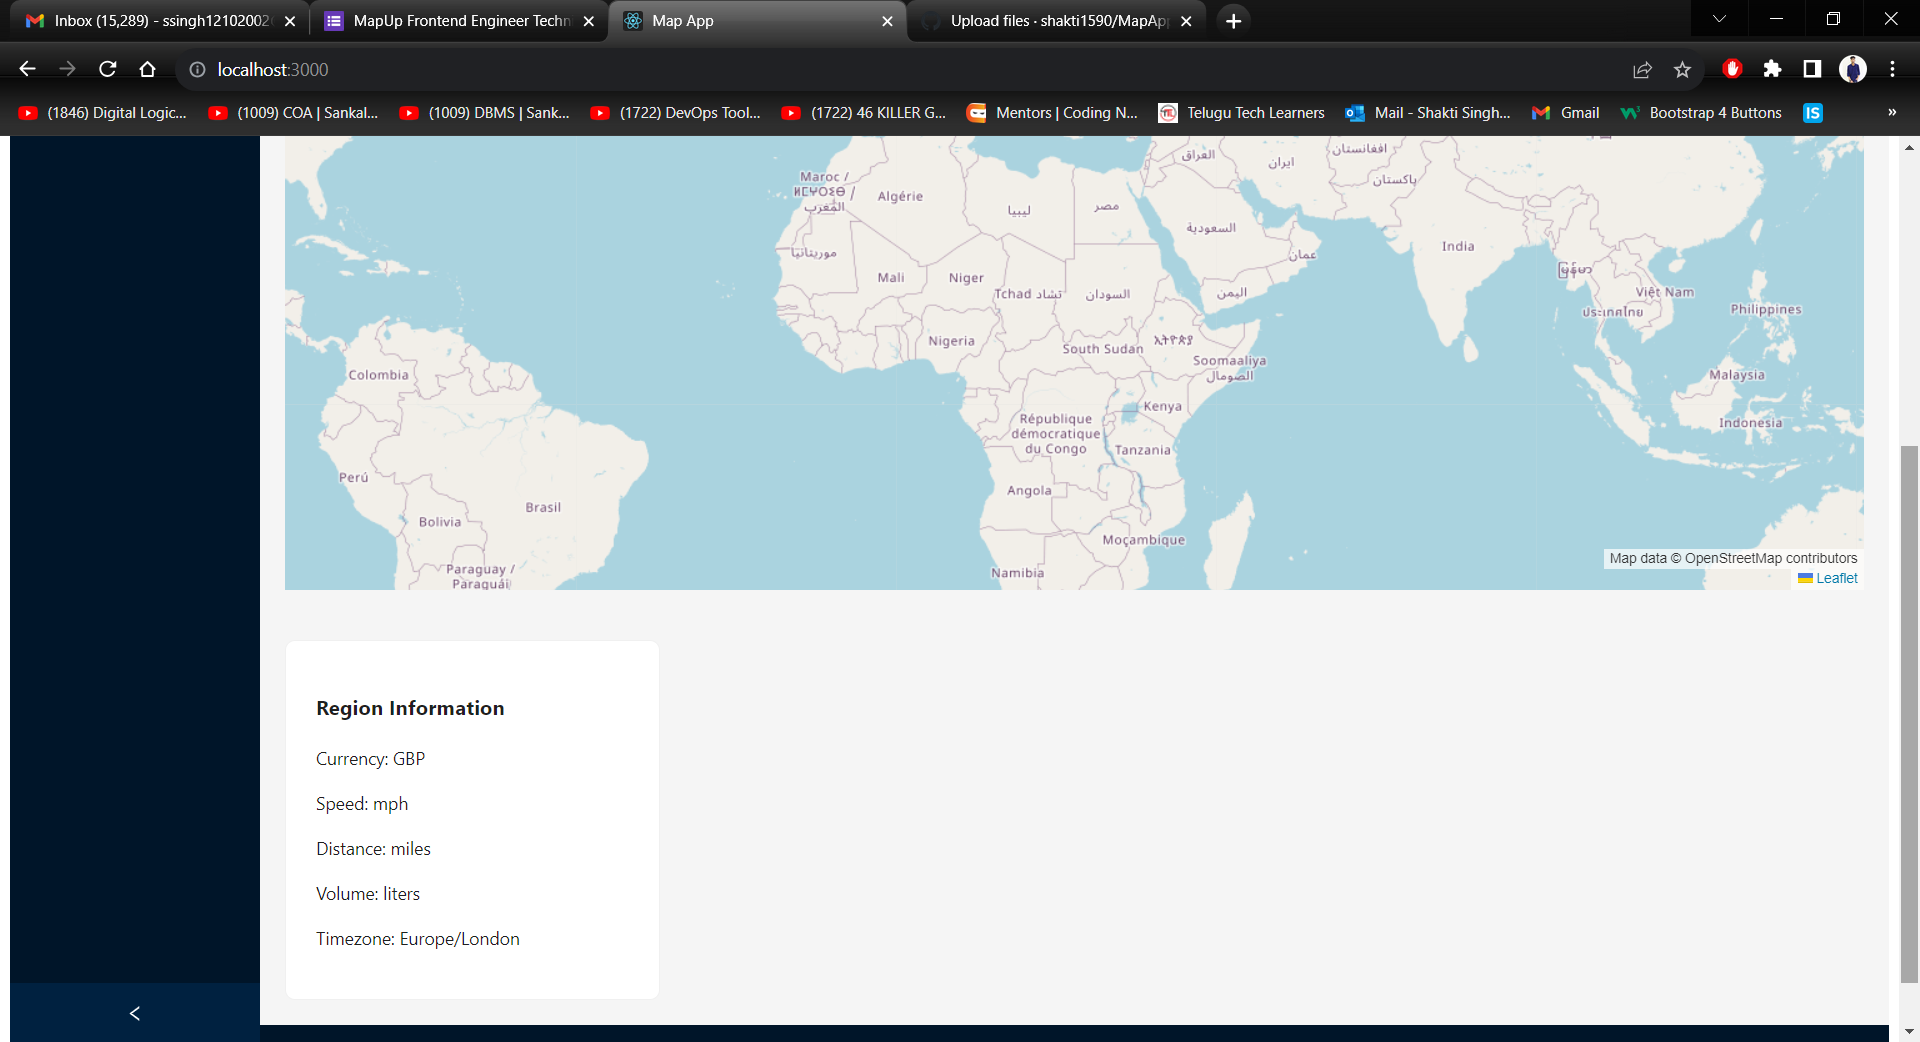 Inbox (15,289) - ssingh12102002
MapUp Frontend Engineer Techn
Map App
Upload files · shakti1590/MapApp
localhost:3000
(1846) Digital Logic...
(1009) COA | Sankal...
(1009) DBMS | Sank...
(1722) DevOps Tool...
(1722) 46 KILLER G...
Mentors | Coding N...
Telugu Tech Learners
Mail - Shakti Singh...
Gmail
Bootstrap 4 Buttons
IS
»
Maroc /
ⵍⵎⵖⵔⵉⴱ /
المغرب
Algérie
ليبيا
مصر
العراق
ایران
افغانستان
پاکستان
السعودية
عمان
اليمن
India
မြန်မာ
Việt Nam
ประเทศไทย
Philippines
موريتانيا
Mali
Niger
Tchad تشاد
السودان
Nigeria
South Sudan
ኢትዮጵያ
Soomaaliya
الصومال
Malaysia
Indonesia
Colombia
Kenya
République
démocratique
du Congo
Tanzania
Perú
Angola
Brasil
Bolivia
Moçambique
Paraguay /
Paraguái
Namibia
Map data © OpenStreetMap contributors
Leaflet
Region Information
Currency: GBP
Speed: mph
Distance: miles
Volume: liters
Timezone: Europe/London